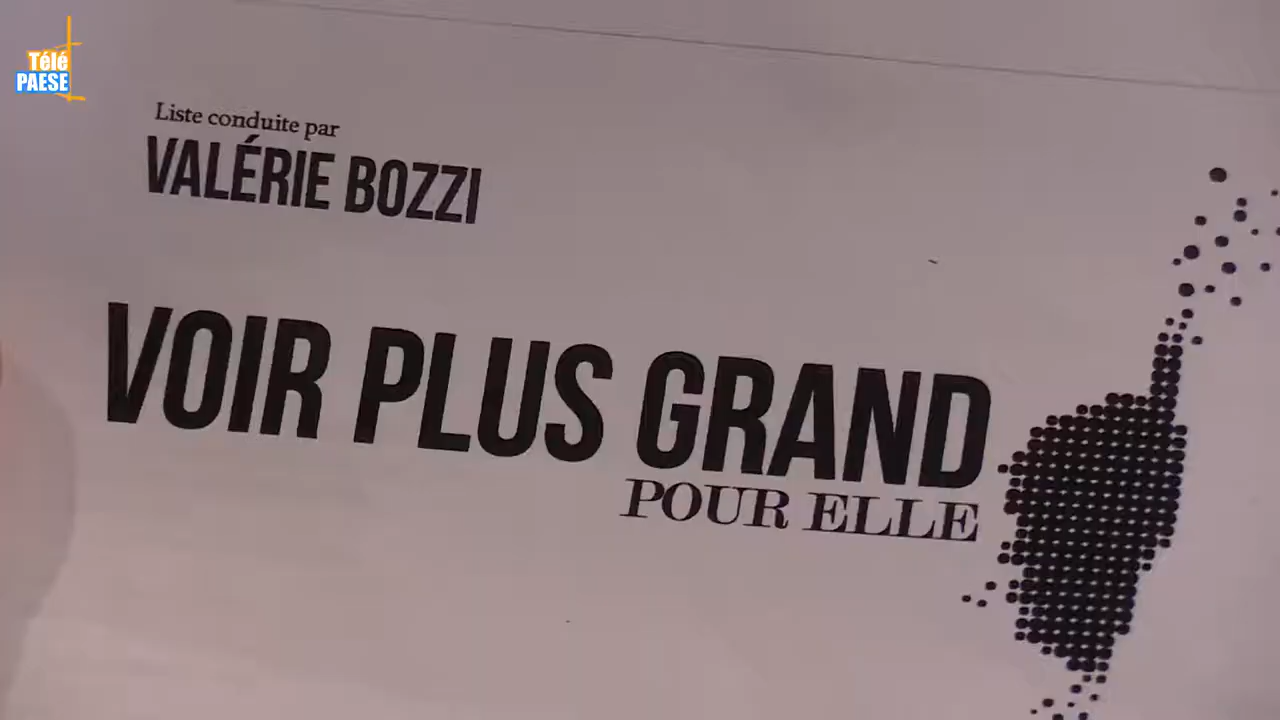 Télé
PAESE
Liste conduite par
VALÉRIE BOZZI
VOIR PLUS GRAND
POUR ELLE